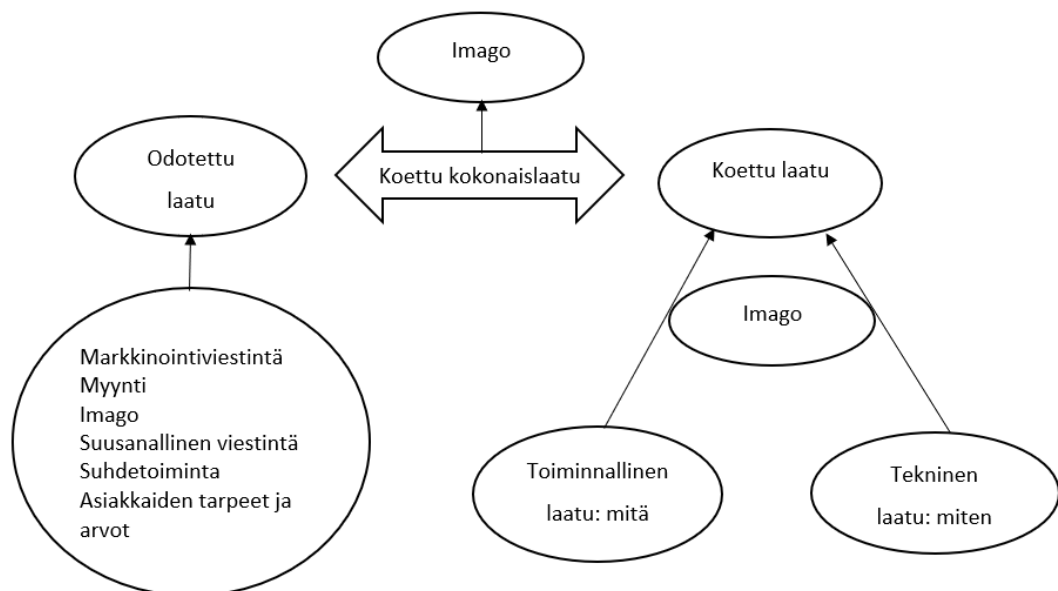 Imago
Odotettu
laatu
Koettu kokonaislaatu
Koettu laatu
Imago
Markkinointiviestintä
Myynti
Imago
Suusanallinen viestintä
Suhdetoiminta
Asiakkaiden tarpeet ja
arvot
Toiminnallinen
laatu: mitä
Tekninen
laatu: miten